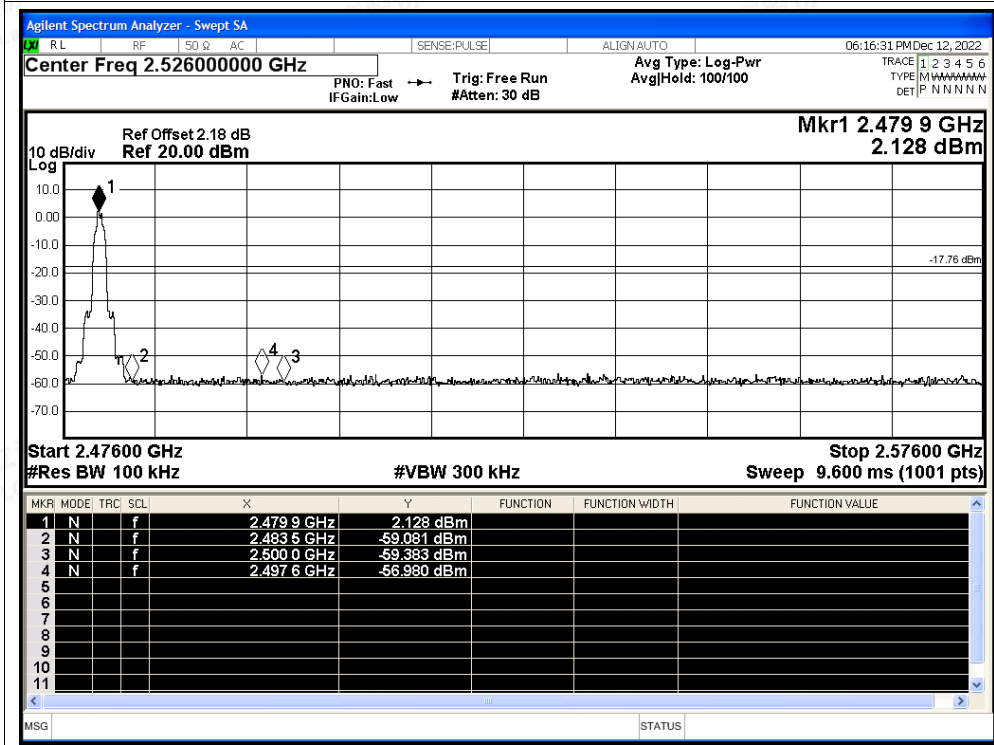 Agilent Spectrum Analyzer - Swept SA
LXI RL RF 50 Ω AC SENSE:PULSE ALIGN AUTO 06:16:31 PM Dec 12, 2022
Center Freq 2.526000000 GHz
PNO: Fast
IFGain:Low
Trig: Free Run
#Atten: 30 dB
Avg Type: Log-Pwr
Avg|Hold: 100/100
TRACE 1 2 3 4 5 6
TYPE M WWWWW
DET P N N N N N
Mkr1 2.479 9 GHz
2.128 dBm
Ref Offset 2.18 dB
10 dB/div Ref 20.00 dBm
Log
10.0
0.00
-10.0
-20.0
-30.0
-40.0
-50.0
-60.0
-70.0
1
-17.76 dBm
2
4
3
Start 2.47600 GHz Stop 2.57600 GHz
#Res BW 100 kHz #VBW 300 kHz Sweep 9.600 ms (1001 pts)
MKR MODE TRC SCL X Y FUNCTION FUNCTION WIDTH FUNCTION VALUE
1 N f 2.479 9 GHz 2.128 dBm
2 N f 2.483 5 GHz -59.081 dBm
3 N f 2.500 0 GHz -59.383 dBm
4 N f 2.497 6 GHz -56.980 dBm
5
6
7
8
9
10
11
MSG STATUS